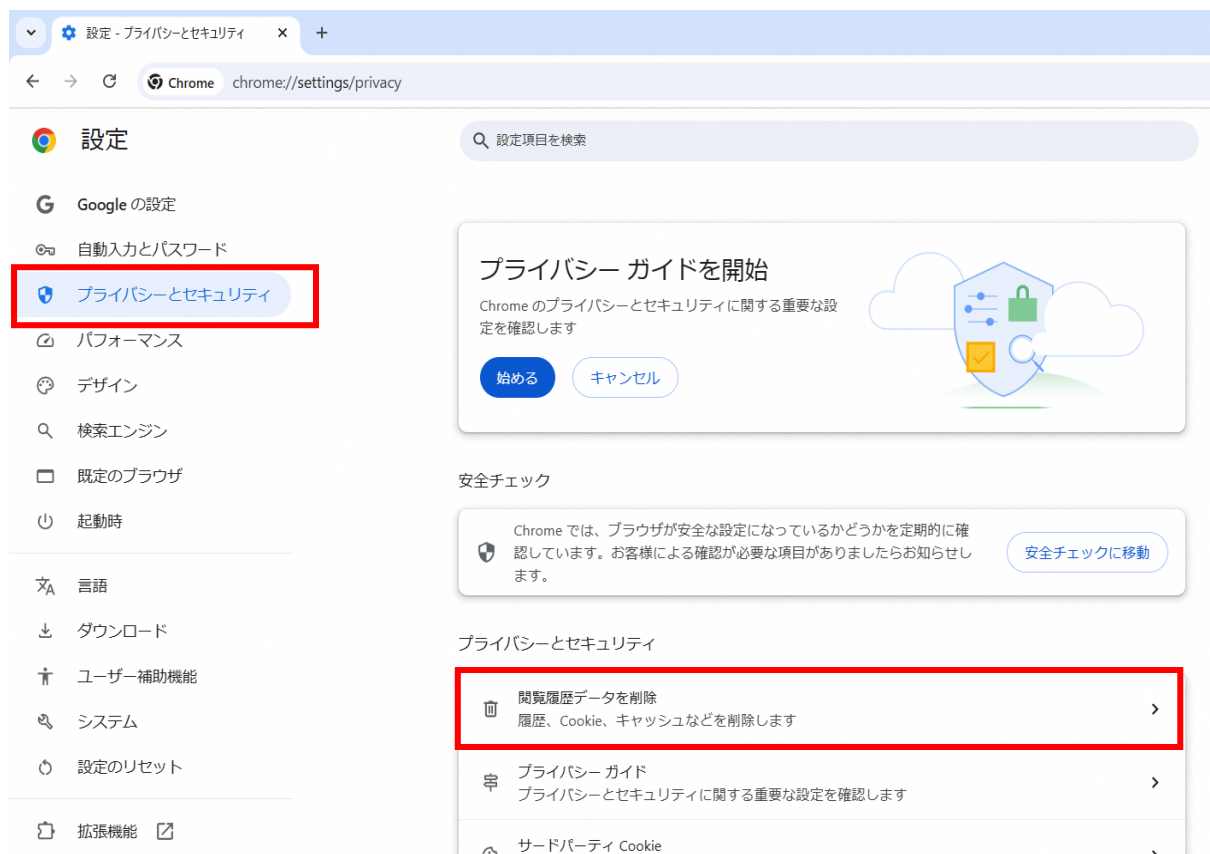 設定 - プライバシーとセキュリティ
Chrome
chrome://settings/privacy
設定
設定項目を検索
Google の設定
自動入力とパスワード
プライバシーとセキュリティ
パフォーマンス
デザイン
検索エンジン
既定のブラウザ
起動時
言語
ダウンロード
ユーザー補助機能
システム
設定のリセット
拡張機能
プライバシー ガイドを開始
Chrome のプライバシーとセキュリティに関する重要な設
定を確認します
始める
キャンセル
安全チェック
Chrome では、ブラウザが安全な設定になっているかどうかを定期的に確
認しています。お客様による確認が必要な項目がありましたらお知らせし
ます。
安全チェックに移動
プライバシーとセキュリティ
閲覧履歴データを削除
履歴、Cookie、キャッシュなどを削除します
プライバシー ガイド
プライバシーとセキュリティに関する重要な設定を確認します
サードパーティ Cookie